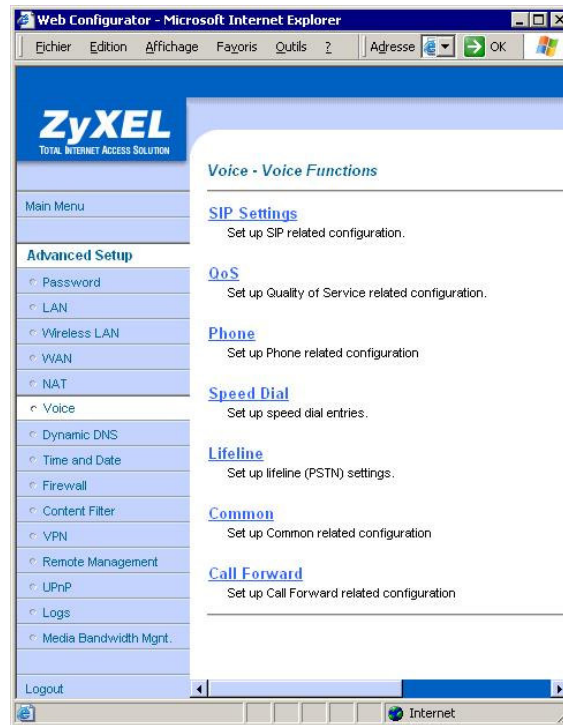 Web Configurator - Microsoft Internet Explorer
Fichier Edition Affichage Favoris Outils ? Adresse OK
ZyXEL
TOTAL INTERNET ACCESS SOLUTION
Main Menu
Advanced Setup
Password
LAN
Wireless LAN
WAN
NAT
Voice
Dynamic DNS
Time and Date
Firewall
Content Filter
VPN
Remote Management
UPnP
Logs
Media Bandwidth Mgnt.
Logout
Voice - Voice Functions
SIP Settings
Set up SIP related configuration.
QoS
Set up Quality of Service related configuration.
Phone
Set up Phone related configuration
Speed Dial
Set up speed dial entries.
Lifeline
Set up lifeline (PSTN) settings.
Common
Set up Common related configuration
Call Forward
Set up Call Forward related configuration
Internet